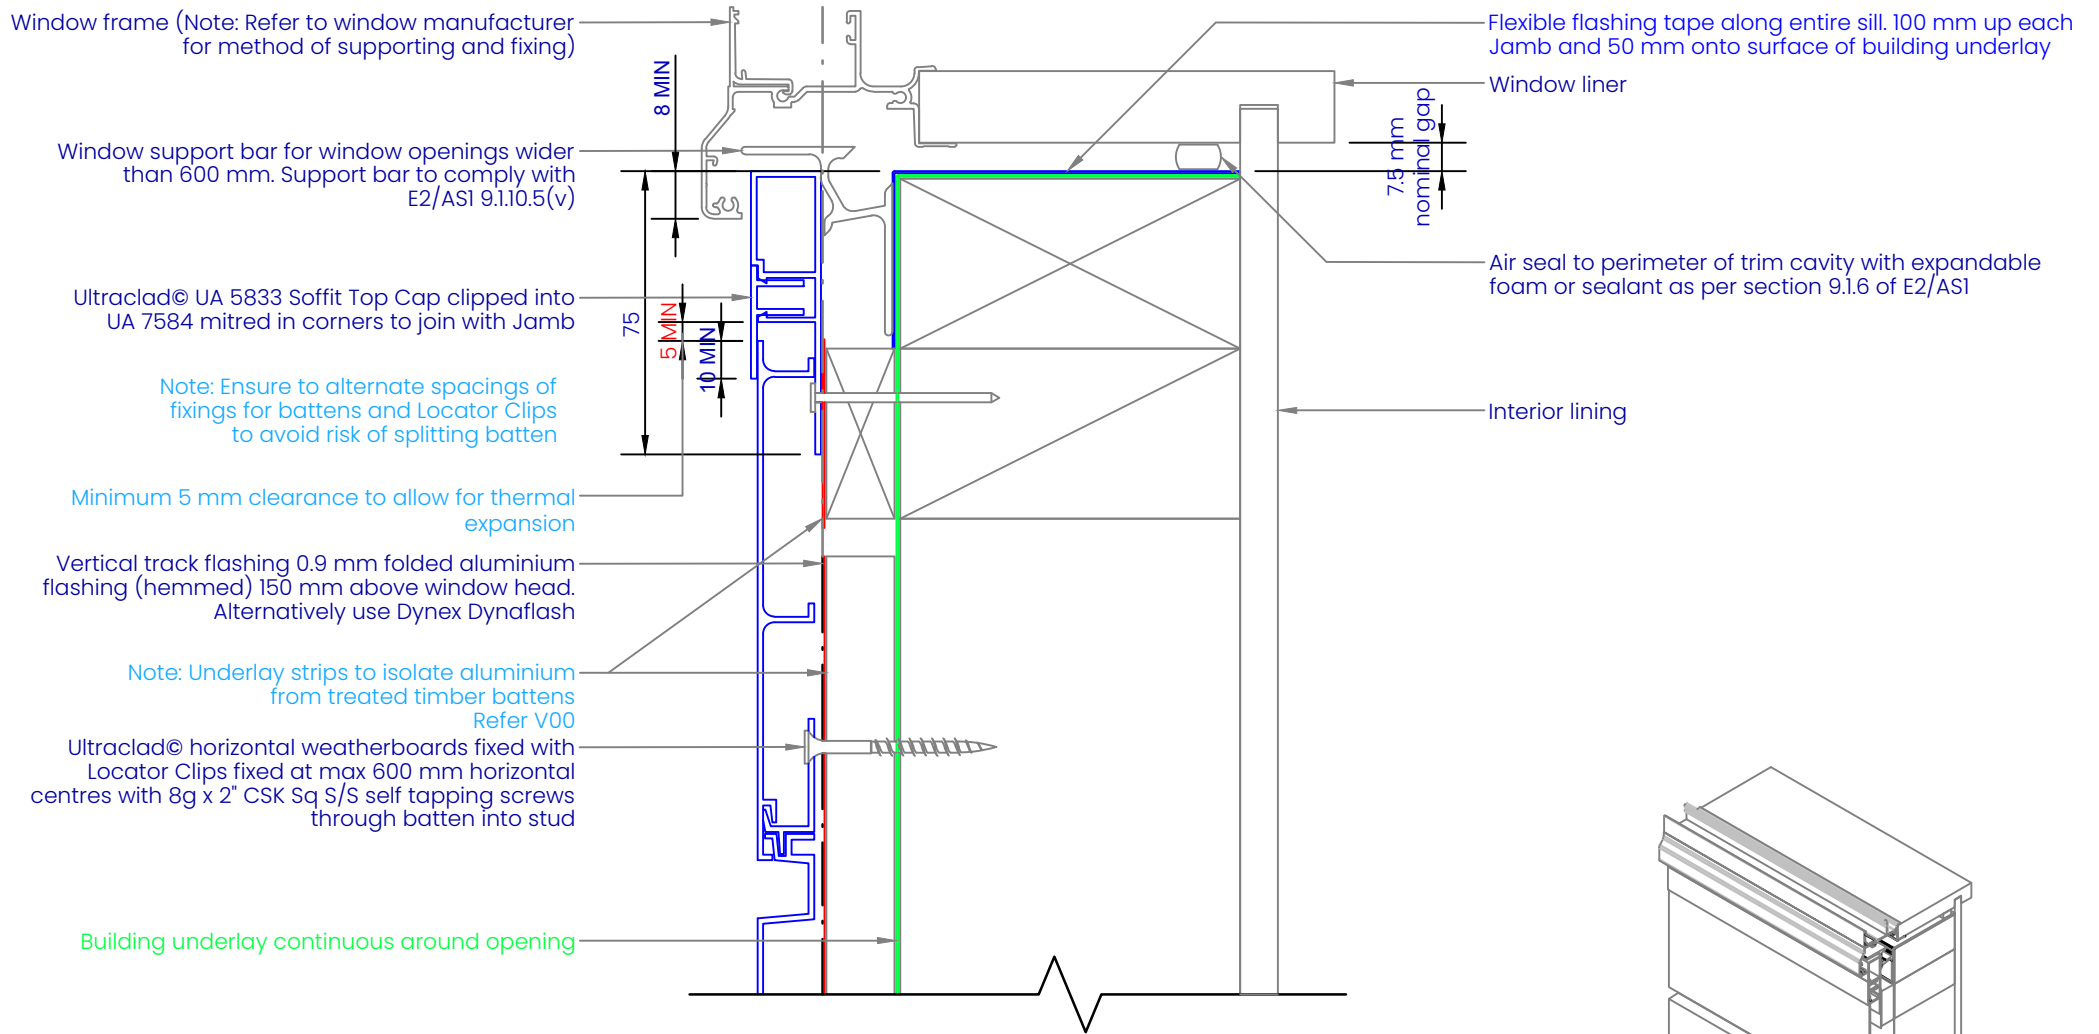 Window frame (Note: Refer to window manufacturer
for method of supporting and fixing)
8 MIN
Window support bar for window openings wider
than 600 mm. Support bar to comply with
E2/AS1 9.1.10.5(v)
Ultraclad© UA 5833 Soffit Top Cap clipped into
UA 7584 mitred in corners to join with Jamb
75
5 MIN
10 MIN
Note: Ensure to alternate spacings of
fixings for battens and Locator Clips
to avoid risk of splitting batten
Minimum 5 mm clearance to allow for thermal
expansion
Vertical track flashing 0.9 mm folded aluminium
flashing (hemmed) 150 mm above window head.
Alternatively use Dynex Dynaflash
Note: Underlay strips to isolate aluminium
from treated timber battens
Refer V00
Ultraclad© horizontal weatherboards fixed with
Locator Clips fixed at max 600 mm horizontal
centres with 8g x 2" CSK Sq S/S self tapping screws
through batten into stud
Building underlay continuous around opening
Flexible flashing tape along entire sill. 100 mm up each
Jamb and 50 mm onto surface of building underlay
Window liner
7.5 mm
nominal gap
Air seal to perimeter of trim cavity with expandable
foam or sealant as per section 9.1.6 of E2/AS1
Interior lining